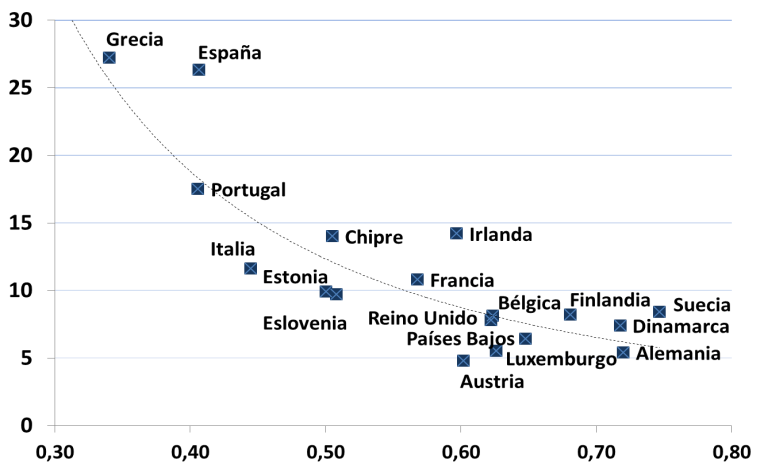 30
Grecia
España
25
20
Portugal
15
Chipre
Irlanda
Italia
Estonia
Francia
10
Bélgica
Finlandia
Suecia
Eslovenia
Reino Unido
Dinamarca
Países Bajos
5
Luxemburgo
Alemania
Austria
0
0,30 0,40 0,50 0,60 0,70 0,80